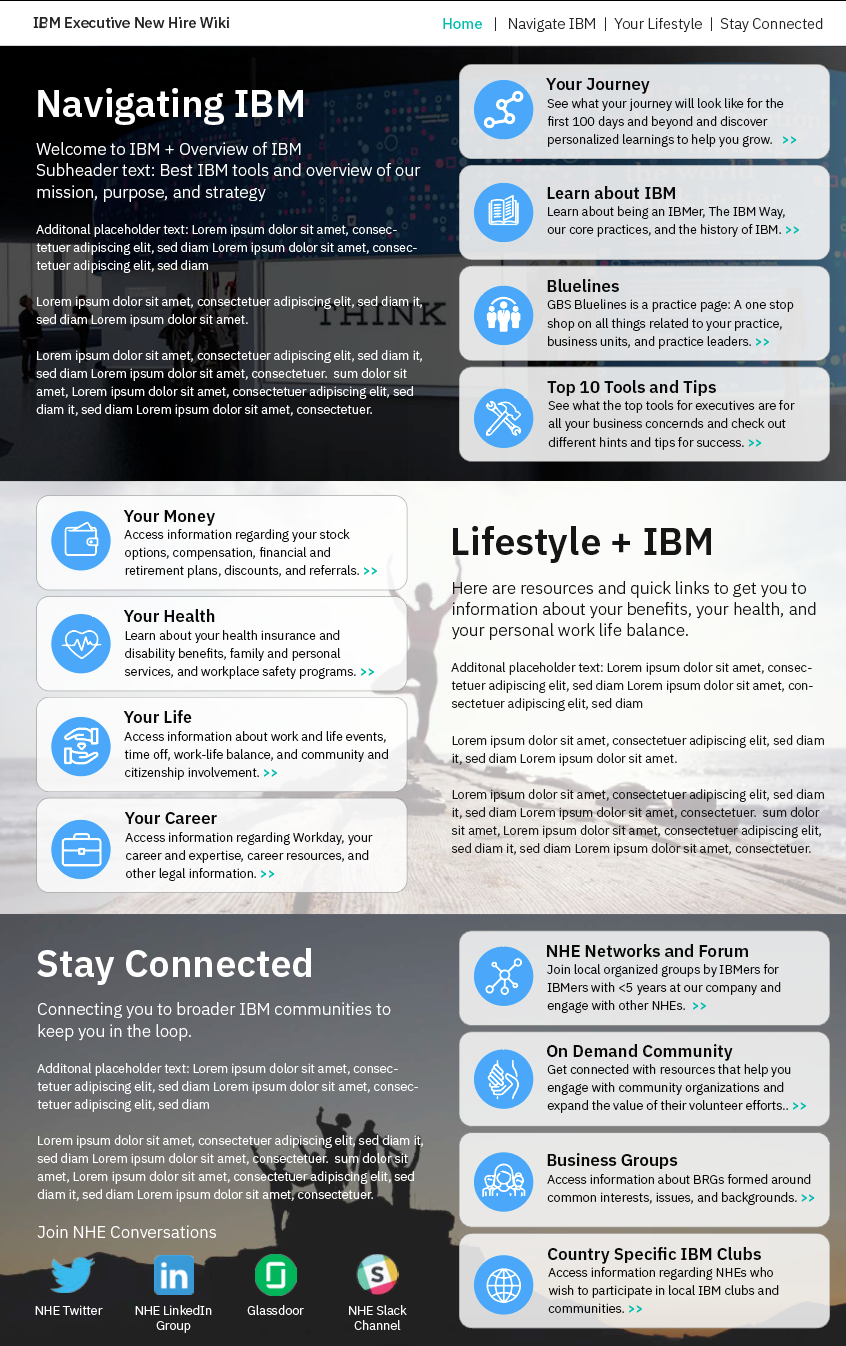 IBM Executive New Hire Wiki
Home | Navigate IBM | Your Lifestyle | Stay Connected
Navigating IBM
Welcome to IBM + Overview of IBM
Subheader text: Best IBM tools and overview of our
mission, purpose, and strategy
Additonal placeholder text: Lorem ipsum dolor sit amet, consec-
tetuer adipiscing elit, sed diam Lorem ipsum dolor sit amet, consec-
tetuer adipiscing elit, sed diam
Lorem ipsum dolor sit amet, consectetuer adipiscing elit, sed diam it,
sed diam Lorem ipsum dolor sit amet.
THINK
Lorem ipsum dolor sit amet, consectetuer adipiscing elit, sed diam it,
sed diam Lorem ipsum dolor sit amet, consectetuer.  sum dolor sit
amet, Lorem ipsum dolor sit amet, consectetuer adipiscing elit, sed
diam it, sed diam Lorem ipsum dolor sit amet, consectetuer.
Your Journey
See what your journey will look like for the
first 100 days and beyond and discover
personalized learnings to help you grow. >>
Learn about IBM
Learn about being an IBMer, The IBM Way,
our core practices, and the history of IBM. >>
Bluelines
GBS Bluelines is a practice page: A one stop
shop on all things related to your practice,
business units, and practice leaders. >>
Top 10 Tools and Tips
See what the top tools for executives are for
all your business concernds and check out
different hints and tips for success. >>
Your Money
Access information regarding your stock
options, compensation, financial and
retirement plans, discounts, and referrals. >>
Your Health
Learn about your health insurance and
disability benefits, family and personal
services, and workplace safety programs. >>
Your Life
Access information about work and life events,
time off, work-life balance, and community and
citizenship involvement. >>
Your Career
Access information regarding Workday, your
career and expertise, career resources, and
other legal information. >>
Lifestyle + IBM
Here are resources and quick links to get you to
information about your benefits, your health, and
your personal work life balance.
Additonal placeholder text: Lorem ipsum dolor sit amet, consec-
tetuer adipiscing elit, sed diam Lorem ipsum dolor sit amet, con-
sectetuer adipiscing elit, sed diam
Lorem ipsum dolor sit amet, consectetuer adipiscing elit, sed diam
it, sed diam Lorem ipsum dolor sit amet.
Lorem ipsum dolor sit amet, consectetuer adipiscing elit, sed diam
it, sed diam Lorem ipsum dolor sit amet, consectetuer.  sum dolor
sit amet, Lorem ipsum dolor sit amet, consectetuer adipiscing elit,
sed diam it, sed diam Lorem ipsum dolor sit amet, consectetuer.
Stay Connected
Connecting you to broader IBM communities to
keep you in the loop.
Additonal placeholder text: Lorem ipsum dolor sit amet, consec-
tetuer adipiscing elit, sed diam Lorem ipsum dolor sit amet, consec-
tetuer adipiscing elit, sed diam
Lorem ipsum dolor sit amet, consectetuer adipiscing elit, sed diam it,
sed diam Lorem ipsum dolor sit amet, consectetuer.  sum dolor sit
amet, Lorem ipsum dolor sit amet, consectetuer adipiscing elit, sed
diam it, sed diam Lorem ipsum dolor sit amet, consectetuer.
Join NHE Conversations
in
S
NHE Twitter
NHE LinkedIn
Group
Glassdoor
NHE Slack
Channel
NHE Networks and Forum
Join local organized groups by IBMers for
IBMers with <5 years at our company and
engage with other NHEs. >>
On Demand Community
Get connected with resources that help you
engage with community organizations and
expand the value of their volunteer efforts.. >>
Business Groups
Access information about BRGs formed around
common interests, issues, and backgrounds. >>
Country Specific IBM Clubs
Access information regarding NHEs who
wish to participate in local IBM clubs and
communities. >>